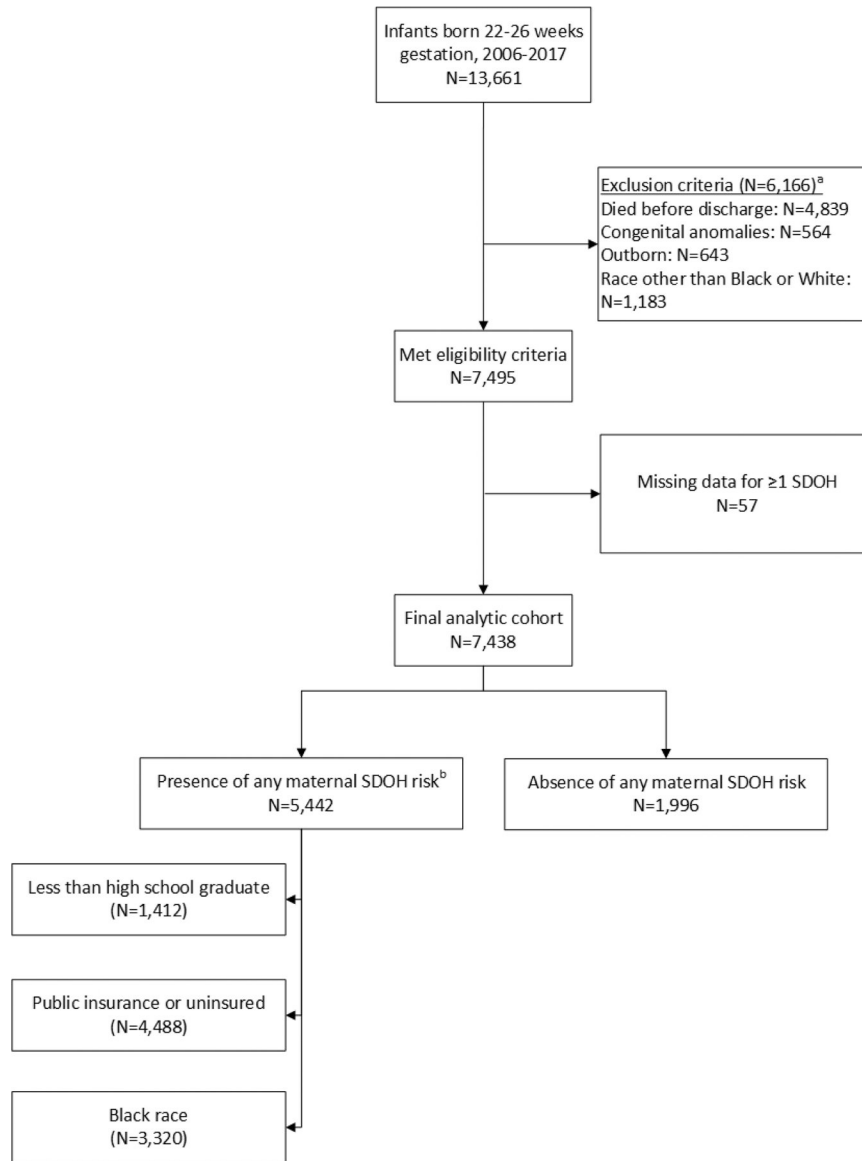 Infants born 22-26 weeks
gestation, 2006-2017
N=13,661
Exclusion criteria (N=6,166)ᵃ
Died before discharge: N=4,839
Congenital anomalies: N=564
Outborn: N=643
Race other than Black or White:
N=1,183
Met eligibility criteria
N=7,495
Missing data for ≥1 SDOH
N=57
Final analytic cohort
N=7,438
Presence of any maternal SDOH riskᵇ
N=5,442
Absence of any maternal SDOH risk
N=1,996
Less than high school graduate
(N=1,412)
Public insurance or uninsured
(N=4,488)
Black race
(N=3,320)